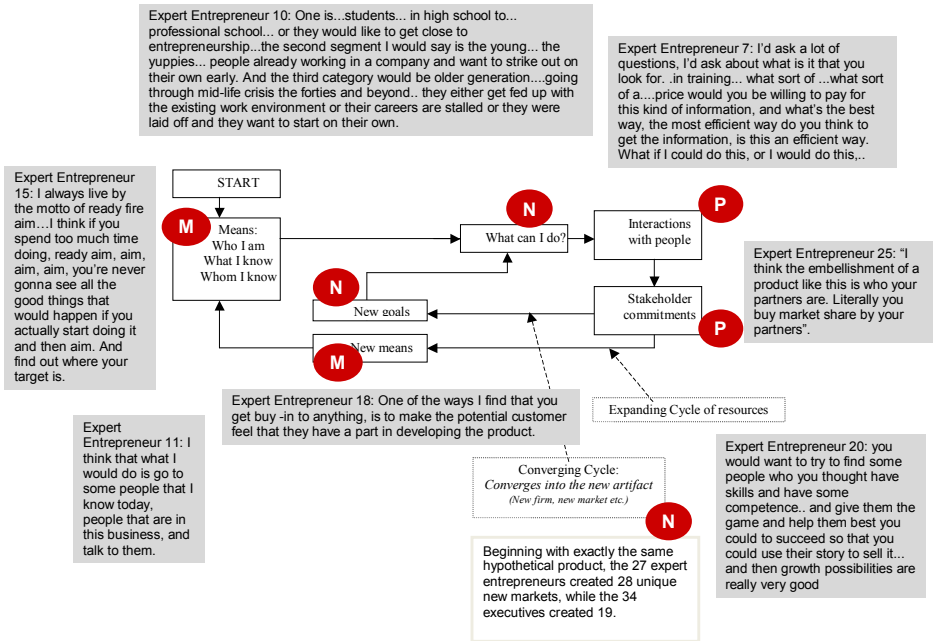 Expert Entrepreneur 10: One is...students... in high school to...
professional school... or they would like to get close to
entrepreneurship...the second segment I would say is the young... the
yuppies... people already working in a company and want to strike out on
their own early. And the third category would be older generation....going
through mid-life crisis the forties and beyond.. they either get fed up with
the existing work environment or their careers are stalled or they were
laid off and they want to start on their own.
Expert Entrepreneur 7: I'd ask a lot of
questions, I'd ask about what is it that you
look for. .in training... what sort of ...what sort
of a....price would you be willing to pay for
this kind of information, and what's the best
way, the most efficient way do you think to
get the information, is this an efficient way.
What if I could do this, or I would do this,..
Expert Entrepreneur
15: I always live by
the motto of ready fire
aim…I think if you
spend too much time
doing, ready aim, aim,
aim, aim, you're never
gonna see all the
good things that
would happen if you
actually start doing it
and then aim. And
find out where your
target is.
START
M
Means:
Who I am
What I know
Whom I know
N
What can I do?
P
Interactions
with people
N
New goals
Stakeholder
commitments
P
M
New means
Expert Entrepreneur 25: “I
think the embellishment of a
product like this is who your
partners are. Literally you
buy market share by your
partners”.
Expert Entrepreneur 18: One of the ways I find that you
get buy -in to anything, is to make the potential customer
feel that they have a part in developing the product.
Expanding Cycle of resources
Expert
Entrepreneur 11: I
think that what I
would do is go to
some people that I
know today,
people that are in
this business, and
talk to them.
Converging Cycle:
Converges into the new artifact
(New firm, new market etc.)
N
Expert Entrepreneur 20: you
would want to try to find some
people who you thought have
skills and have some
competence.. and give them the
game and help them best you
could to succeed so that you
could use their story to sell it...
and then growth possibilities are
really very good
Beginning with exactly the same
hypothetical product, the 27 expert
entrepreneurs created 28 unique
new markets, while the 34
executives created 19.